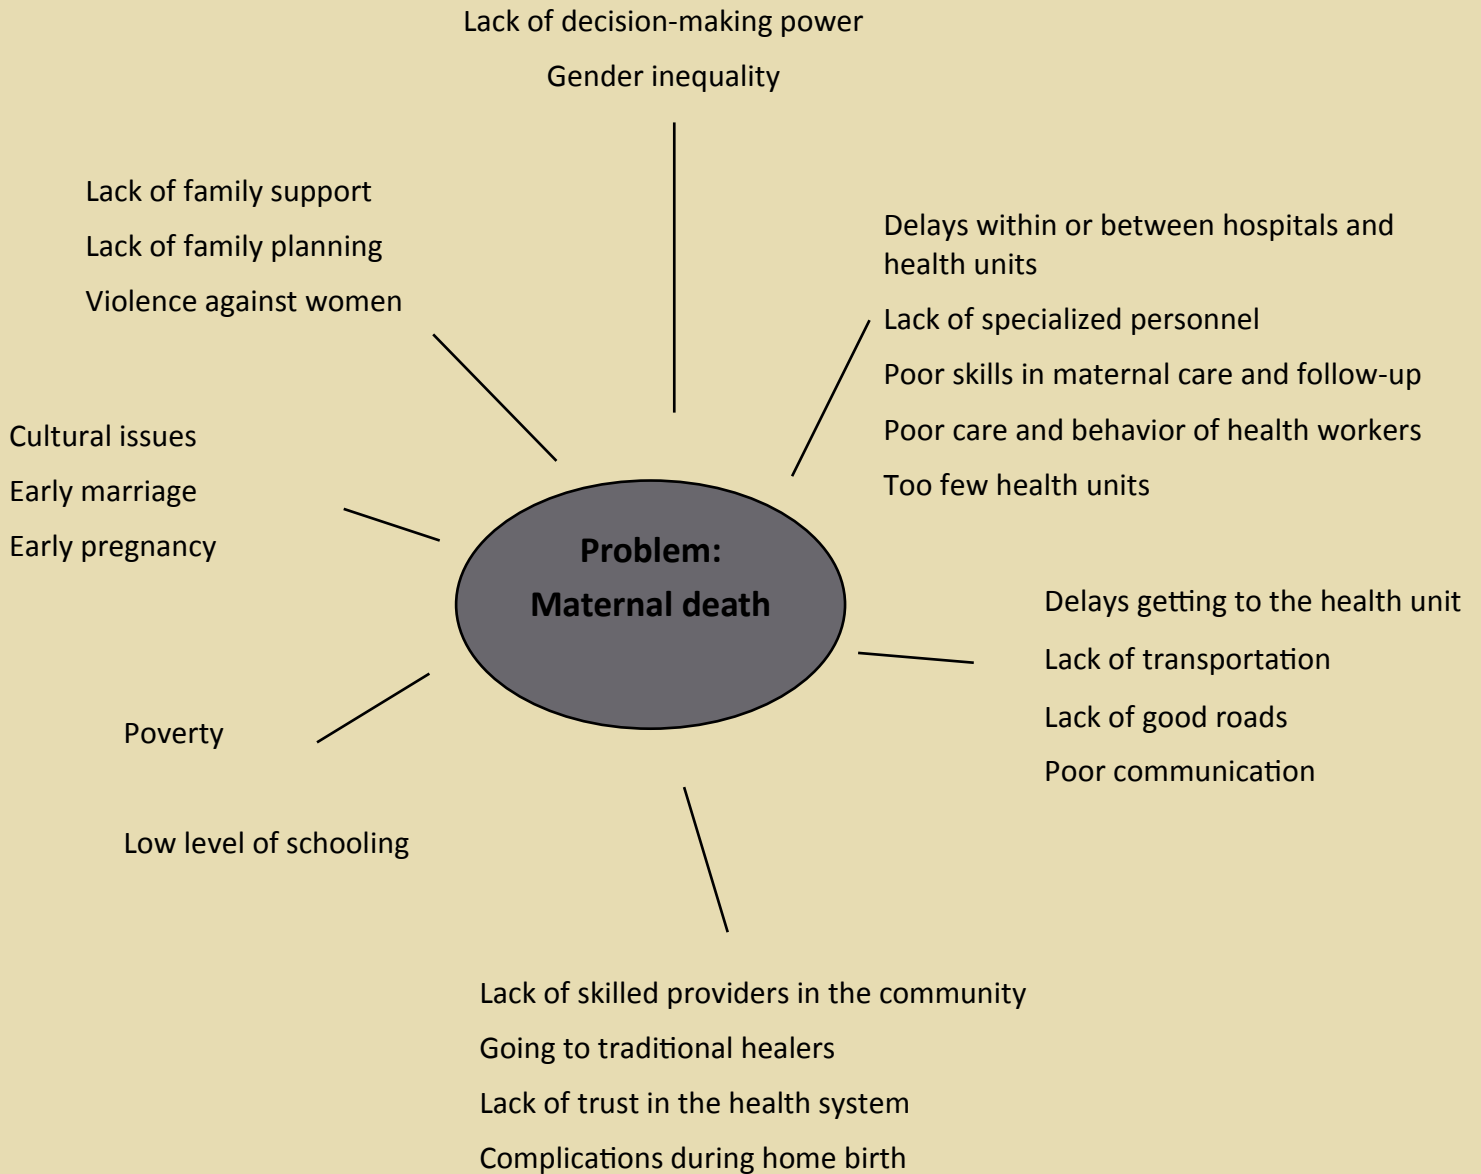 Lack of decision-making power
Gender inequality
Lack of family support
Lack of family planning
Violence against women
Delays within or between hospitals and
health units
Lack of specialized personnel
Poor skills in maternal care and follow-up
Poor care and behavior of health workers
Too few health units
Cultural issues
Early marriage
Early pregnancy
Problem:
Maternal death
Delays getting to the health unit
Lack of transportation
Lack of good roads
Poor communication
Poverty
Low level of schooling
Lack of skilled providers in the community
Going to traditional healers
Lack of trust in the health system
Complications during home birth